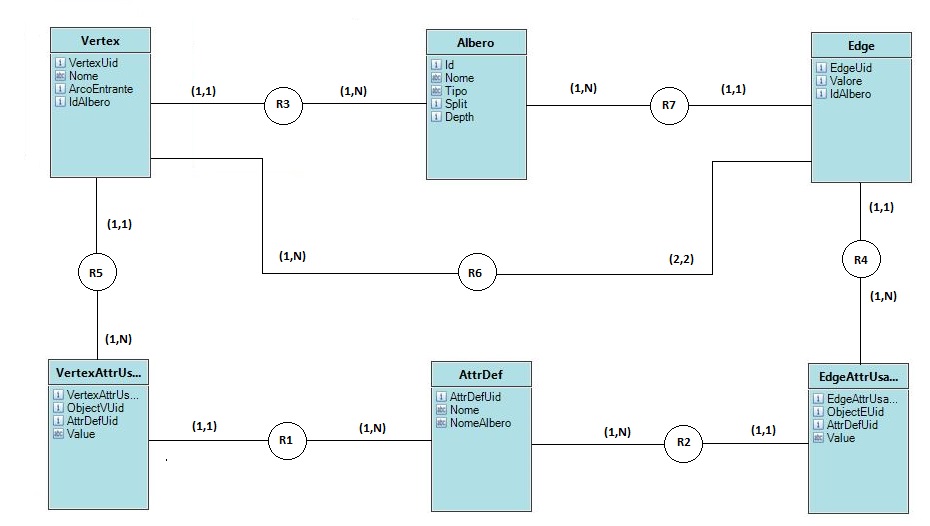 Vertex
VertexUid
Nome
ArcoEntrante
IdAlbero
Albero
Id
Nome
Tipo
Split
Depth
Edge
EdgeUid
Valore
IdAlbero
(1,1)
R3
(1,N)
(1,N)
R7
(1,1)
(1,1)
R5
(1,N)
(1,N)
R6
(2,2)
(1,1)
R4
(1,N)
VertexAttrUs...
VertexAttrUs...
ObjectVUid
AttrDefUid
Value
(1,1)
R1
(1,N)
AttrDef
AttrDefUid
Nome
NomeAlbero
(1,N)
R2
(1,1)
EdgeAttrUsa...
EdgeAttrUsa...
ObjectEUid
AttrDefUid
Value